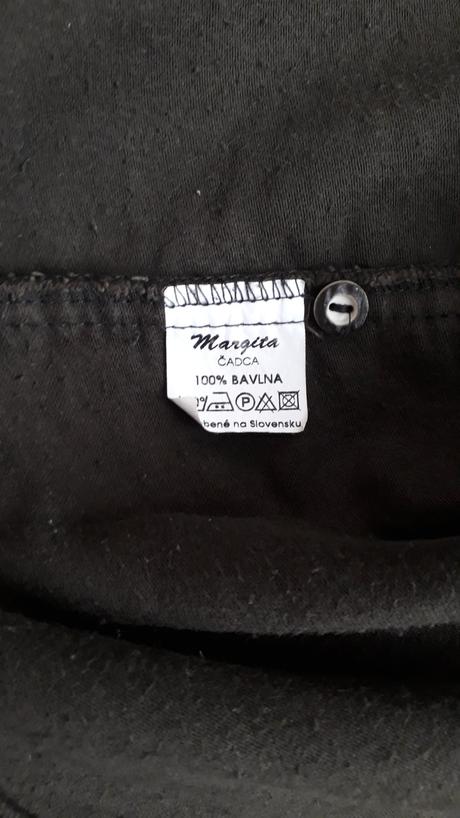 Margita
ČADCA
100% BAVLNA
P
bené na Slovensku